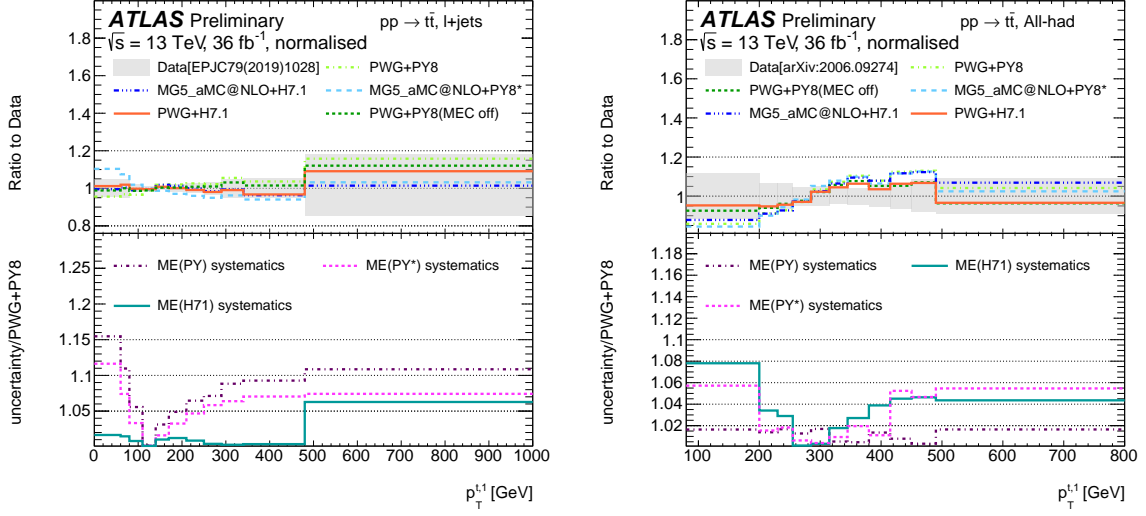 ATLAS Preliminary pp → tt̄, l+jets
√s = 13 TeV, 36 fb⁻¹, normalised
Data[EPJC79(2019)1028] PWG+PY8
MG5_aMC@NLO+H7.1 MG5_aMC@NLO+PY8*
PWG+H7.1 PWG+PY8(MEC off)
Ratio to Data
1.8
1.6
1.4
1.2
1
0.8
ME(PY) systematics ME(PY*) systematics
ME(H71) systematics
uncertainty/PWG+PY8
1.25
1.2
1.15
1.1
1.05
0 100 200 300 400 500 600 700 800 900 1000
p_T^{t,1} [GeV]
ATLAS Preliminary pp → tt̄, All-had
√s = 13 TeV, 36 fb⁻¹, normalised
Data[arXiv:2006.09274] PWG+PY8
PWG+PY8(MEC off) MG5_aMC@NLO+PY8*
MG5_aMC@NLO+H7.1 PWG+H7.1
Ratio to Data
1.8
1.6
1.4
1.2
1
ME(PY) systematics ME(H71) systematics
ME(PY*) systematics
uncertainty/PWG+PY8
1.18
1.16
1.14
1.12
1.1
1.08
1.06
1.04
1.02
100 200 300 400 500 600 700 800
p_T^{t,1} [GeV]